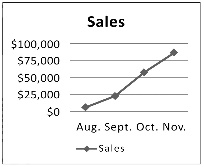 Sales
$100,000
$75,000
$50,000
$25,000
$0
Aug. Sept. Oct. Nov.
Sales